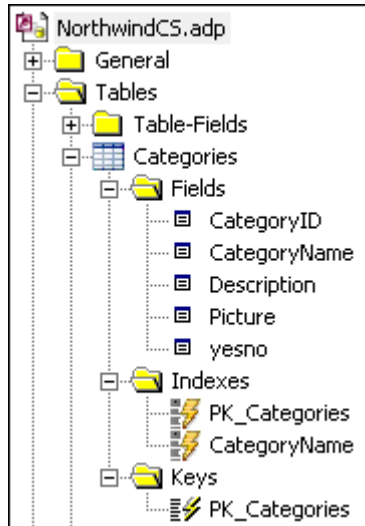 NorthwindCS.adp
General
Tables
Table-Fields
Categories
Fields
CategoryID
CategoryName
Description
Picture
yesno
Indexes
PK_Categories
CategoryName
Keys
PK_Categories